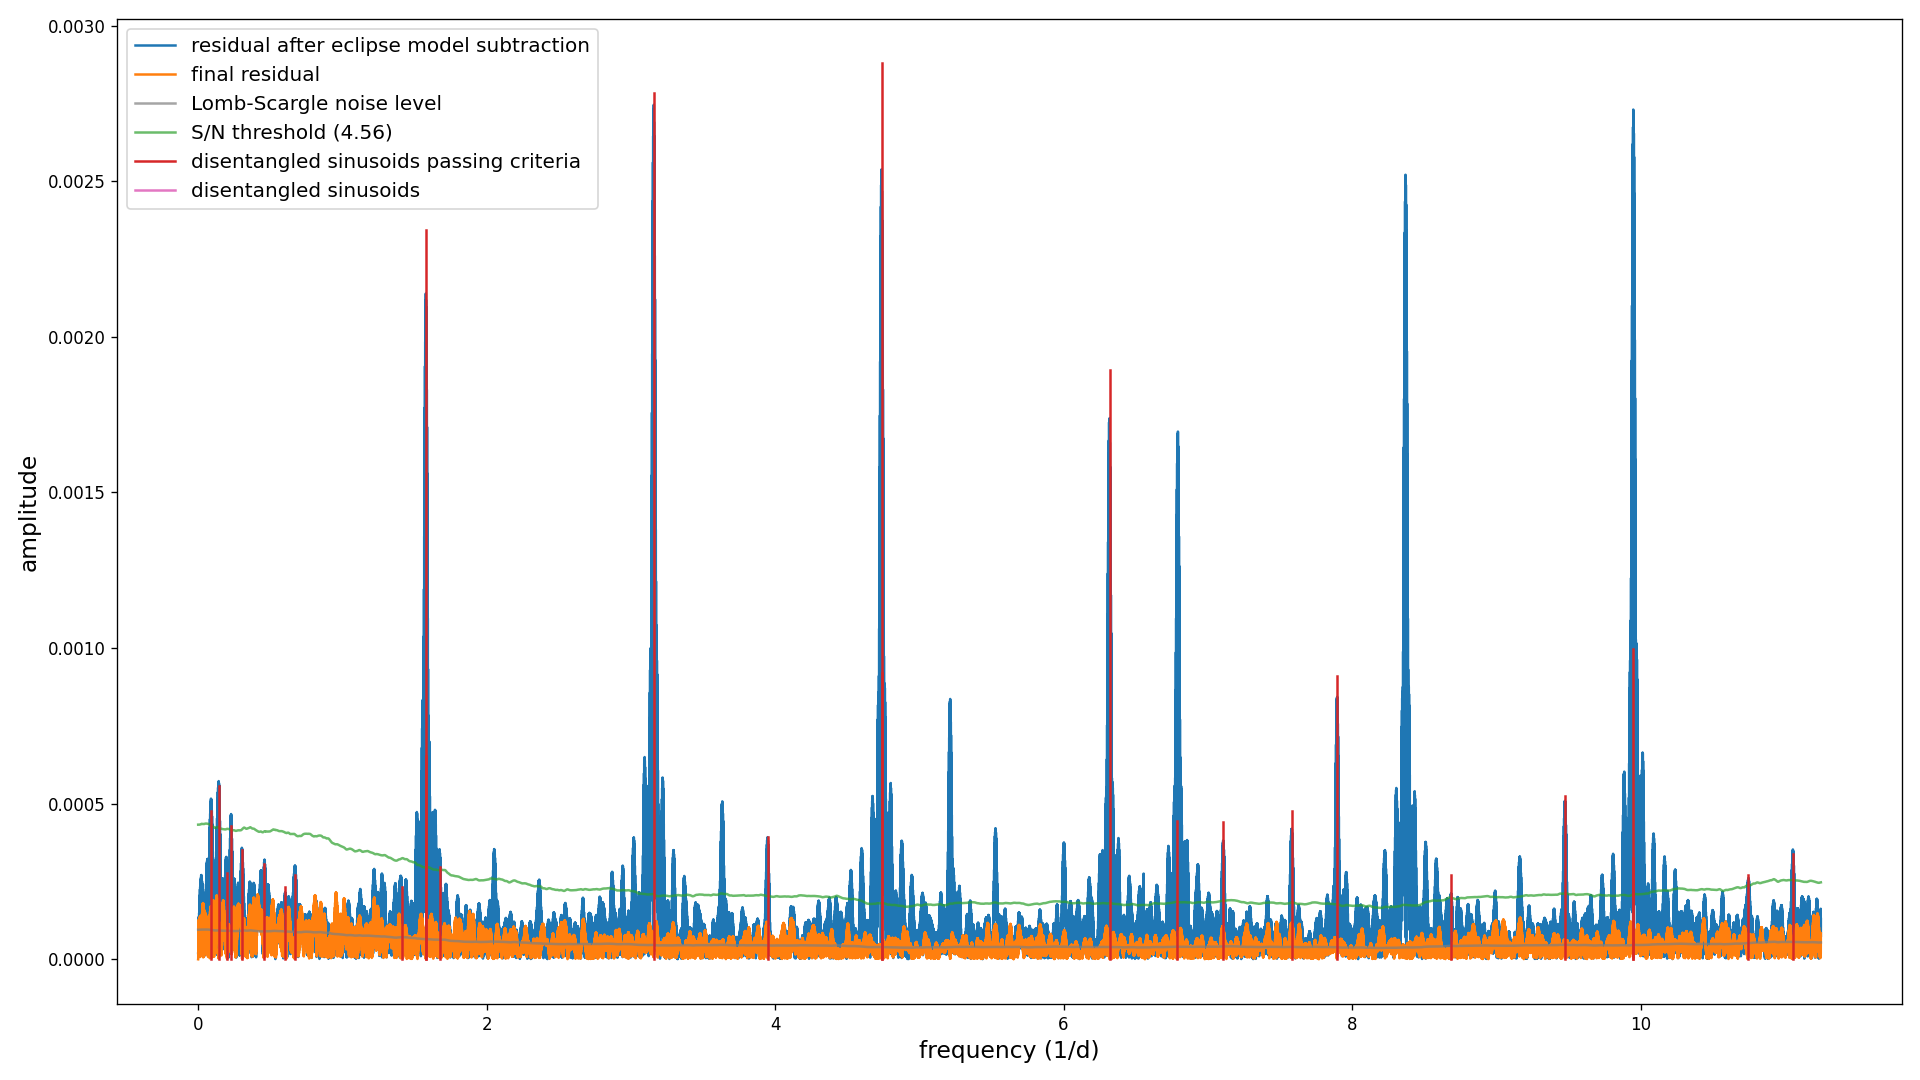 0.0030
0.0025
0.0020
0.0015
0.0010
0.0005
0.0000
amplitude
residual after eclipse model subtraction
final residual
Lomb-Scargle noise level
S/N threshold (4.56)
disentangled sinusoids passing criteria
disentangled sinusoids
0 2 4 6 8 10
frequency (1/d)